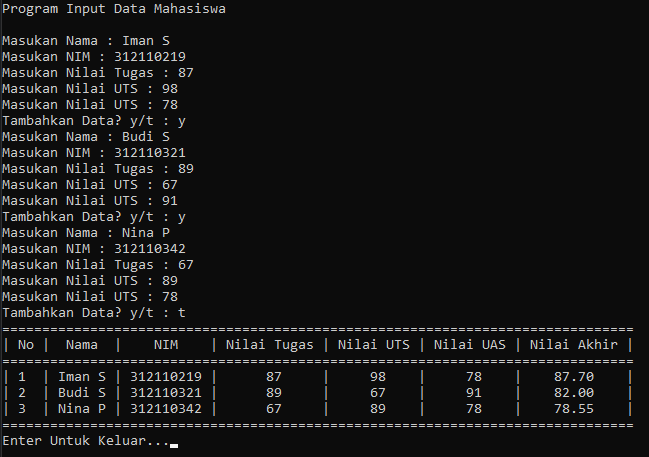 Program Input Data Mahasiswa
Masukan Nama : Iman S
Masukan NIM : 312110219
Masukan Nilai Tugas : 87
Masukan Nilai UTS : 98
Masukan Nilai UTS : 78
Tambahkan Data? y/t : y
Masukan Nama : Budi S
Masukan NIM : 312110321
Masukan Nilai Tugas : 89
Masukan Nilai UTS : 67
Masukan Nilai UTS : 91
Tambahkan Data? y/t : y
Masukan Nama : Nina P
Masukan NIM : 312110342
Masukan Nilai Tugas : 67
Masukan Nilai UTS : 89
Masukan Nilai UTS : 78
Tambahkan Data? y/t : t
===============================================================================
| No |  Nama  |    NIM    | Nilai Tugas | Nilai UTS | Nilai UAS | Nilai Akhir |
===============================================================================
| 1  | Iman S | 312110219 |      87     |    98     |    78     |    87.70    |
| 2  | Budi S | 312110321 |      89     |    67     |    91     |    82.00    |
| 3  | Nina P | 312110342 |      67     |    89     |    78     |    78.55    |
===============================================================================
Enter Untuk Keluar...